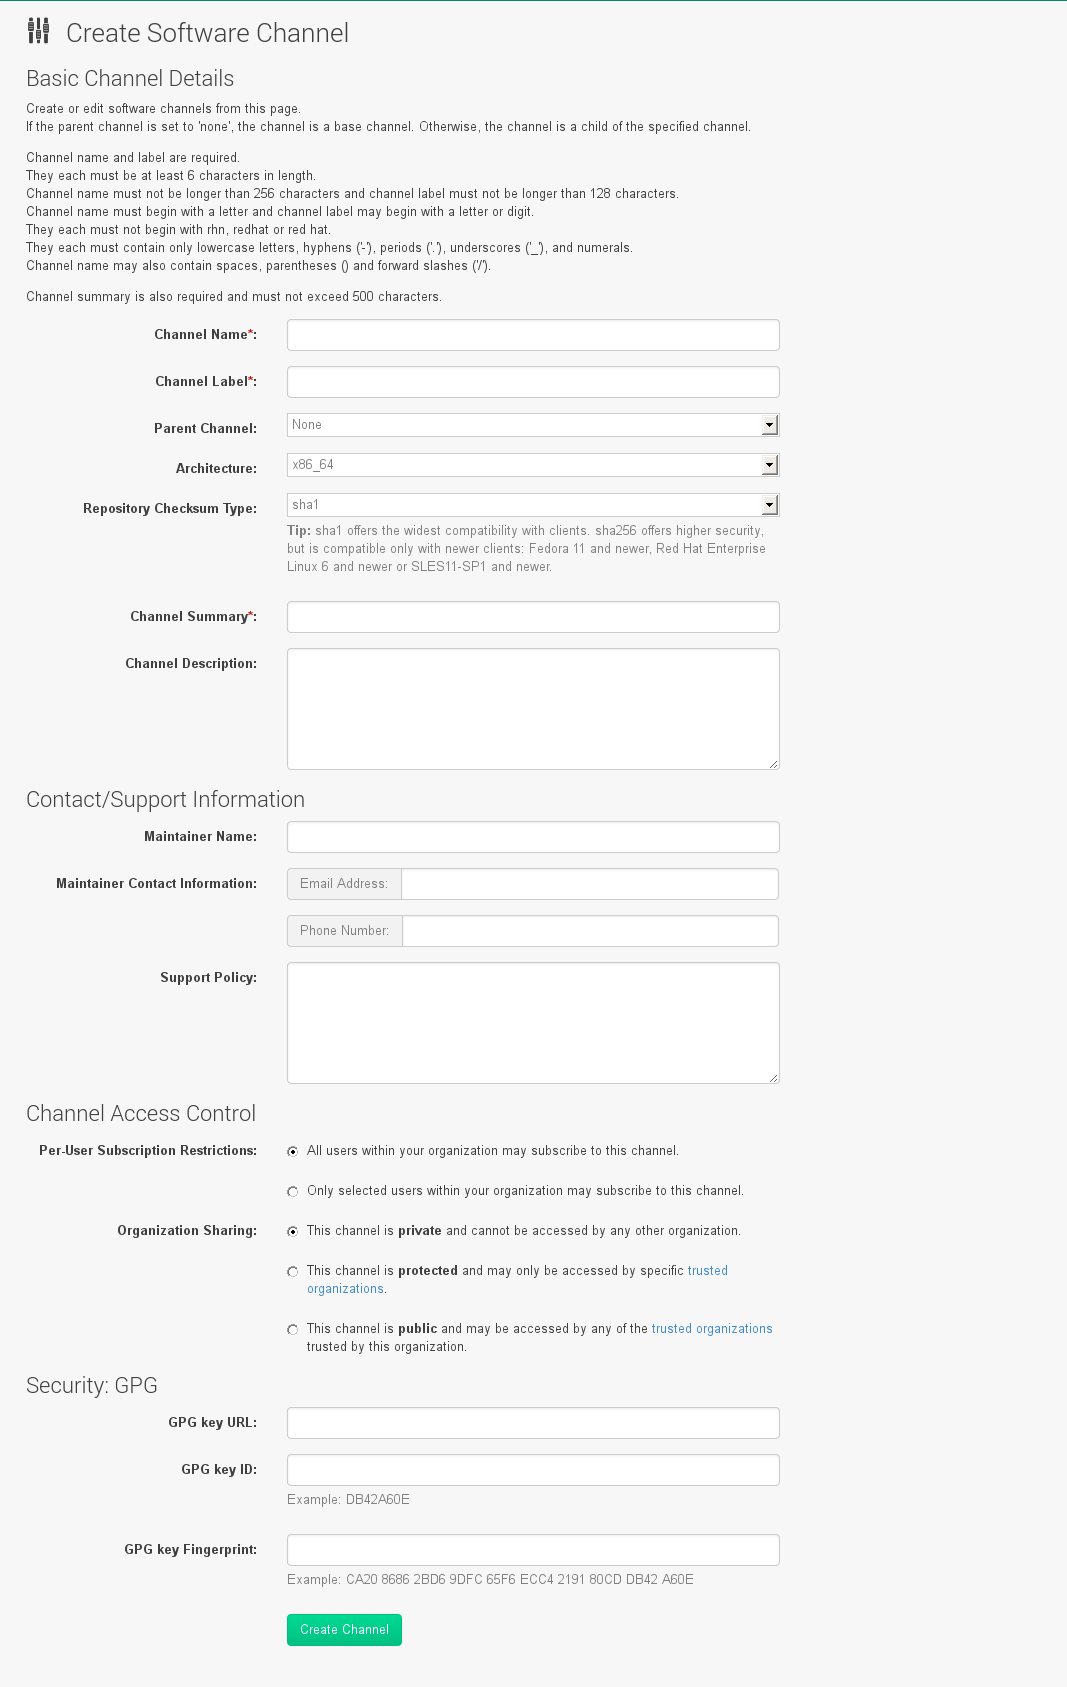 Create Software Channel
Basic Channel Details
Create or edit software channels from this page.
If the parent channel is set to 'none', the channel is a base channel. Otherwise, the channel is a child of the specified channel.
Channel name and label are required.
They each must be at least 6 characters in length.
Channel name must not be longer than 256 characters and channel label must not be longer than 128 characters.
Channel name must begin with a letter and channel label may begin with a letter or digit.
They each must not begin with rhn, redhat or red hat.
They each must contain only lowercase letters, hyphens ('-'), periods ('.'), underscores ('_'), and numerals.
Channel name may also contain spaces, parentheses () and forward slashes ('/').
Channel summary is also required and must not exceed 500 characters.
Channel Name*:
Channel Label*:
Parent Channel: None
Architecture: x86_64
Repository Checksum Type: sha1
Tip: sha1 offers the widest compatibility with clients. sha256 offers higher security,
but is compatible only with newer clients: Fedora 11 and newer, Red Hat Enterprise
Linux 6 and newer or SLES11-SP1 and newer.
Channel Summary*:
Channel Description:
Contact/Support Information
Maintainer Name:
Maintainer Contact Information: Email Address:
Phone Number:
Support Policy:
Channel Access Control
Per-User Subscription Restrictions: All users within your organization may subscribe to this channel.
Only selected users within your organization may subscribe to this channel.
Organization Sharing: This channel is private and cannot be accessed by any other organization.
This channel is protected and may only be accessed by specific trusted
organizations.
This channel is public and may be accessed by any of the trusted organizations
trusted by this organization.
Security: GPG
GPG key URL:
GPG key ID:
Example: DB42A60E
GPG key Fingerprint:
Example: CA20 8686 2BD6 9DFC 65F6 ECC4 2191 80CD DB42 A60E
Create Channel